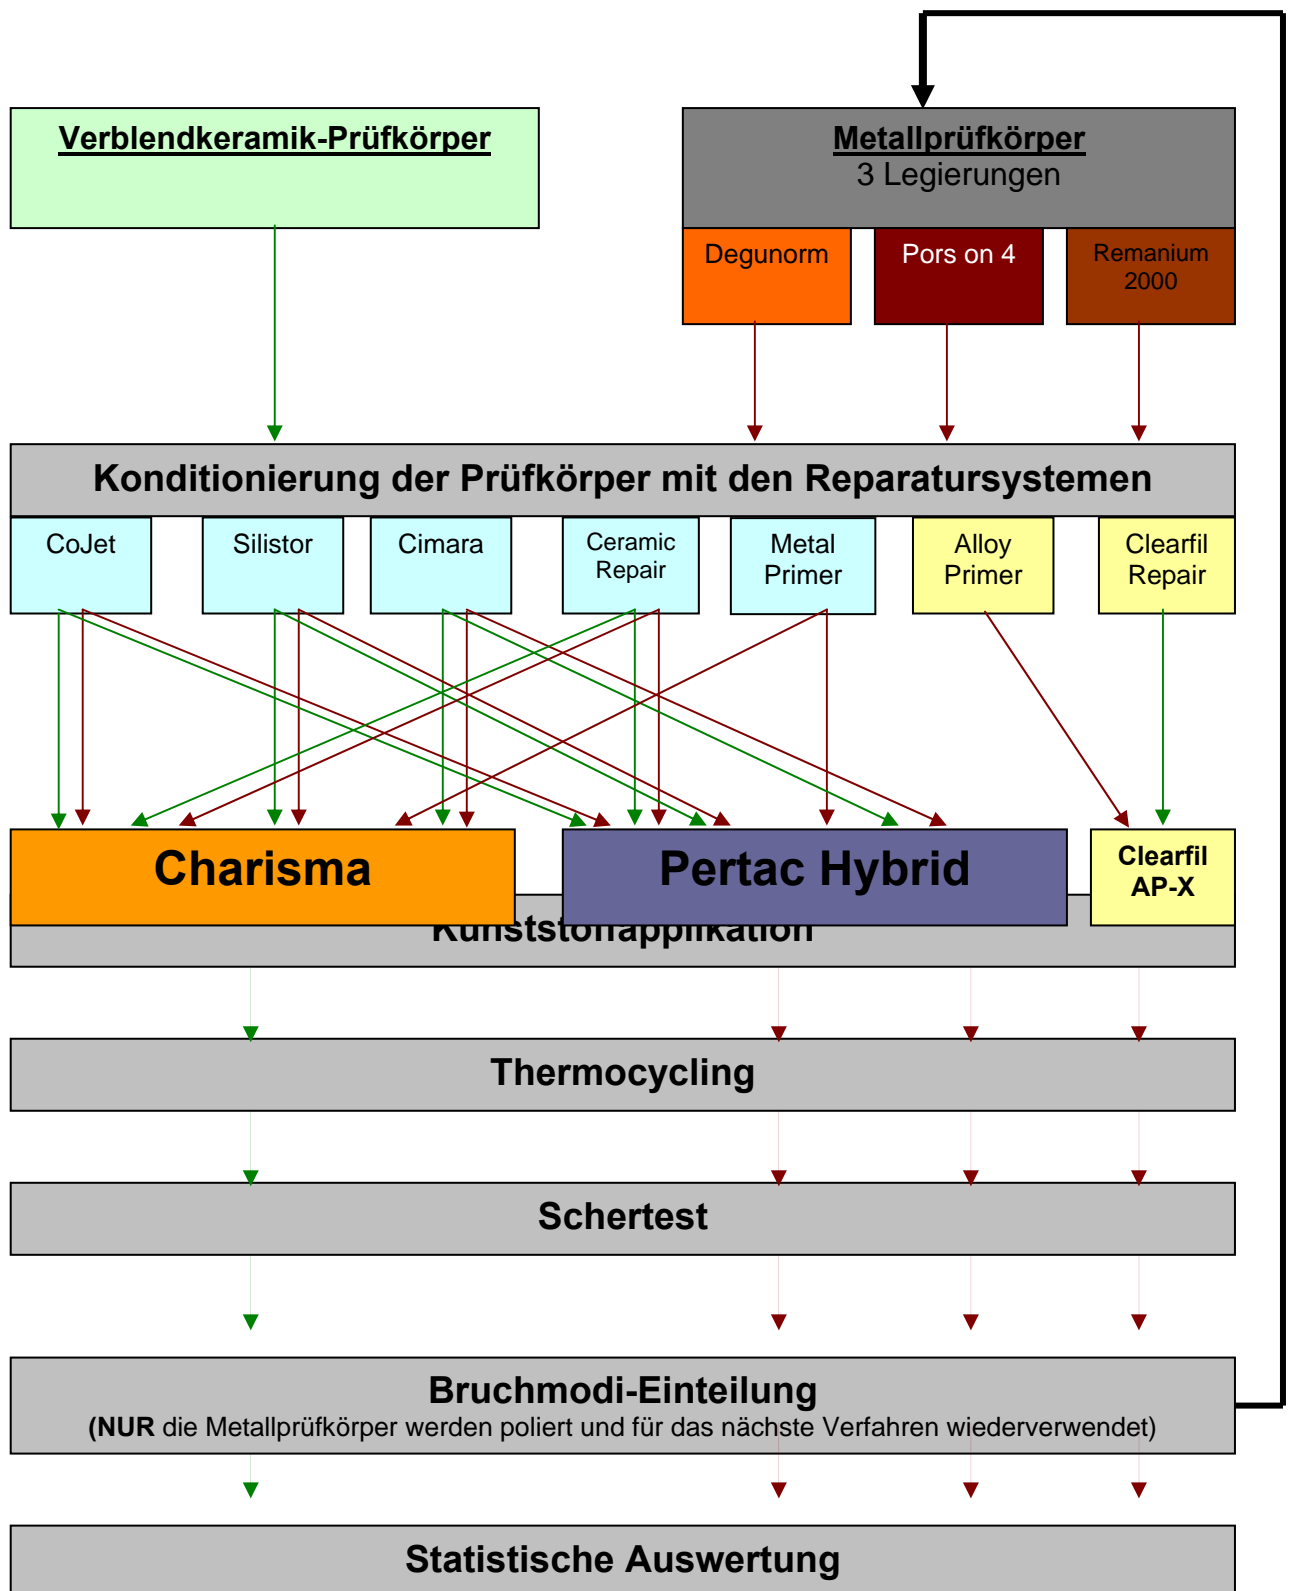 Verblendkeramik-Prüfkörper
Metallprüfkörper
3 Legierungen
Degunorm
Pors on 4
Remanium
2000
Konditionierung der Prüfkörper mit den Reparatursystemen
CoJet
Silistor
Cimara
Ceramic
Repair
Metal
Primer
Alloy
Primer
Clearfil
Repair
Charisma
Pertac Hybrid
Clearfil
AP-X
Kunststoffapplikation
Thermocycling
Schertest
Bruchmodi-Einteilung
(NUR die Metallprüfkörper werden poliert und für das nächste Verfahren wiederverwendet)
Statistische Auswertung